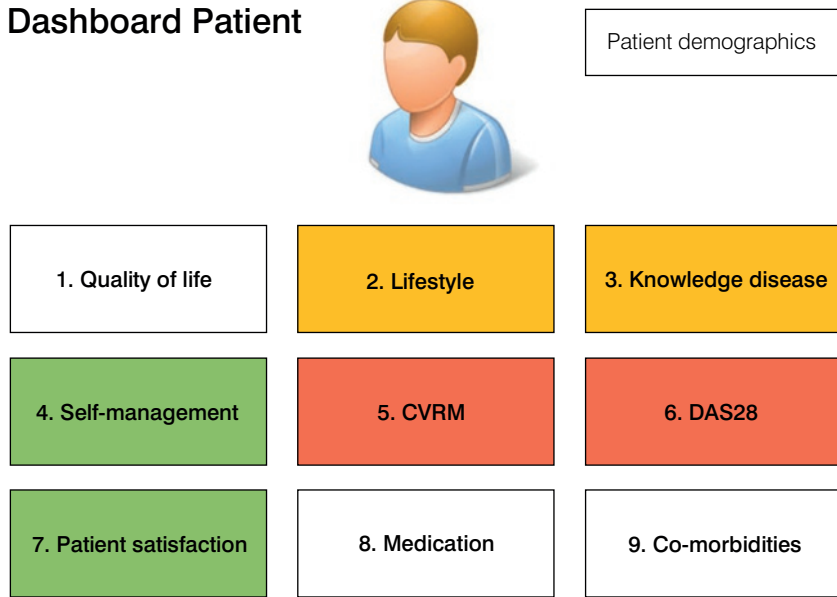 Dashboard Patient
Patient demographics
1. Quality of life
2. Lifestyle
3. Knowledge disease
4. Self-management
5. CVRM
6. DAS28
7. Patient satisfaction
8. Medication
9. Co-morbidities